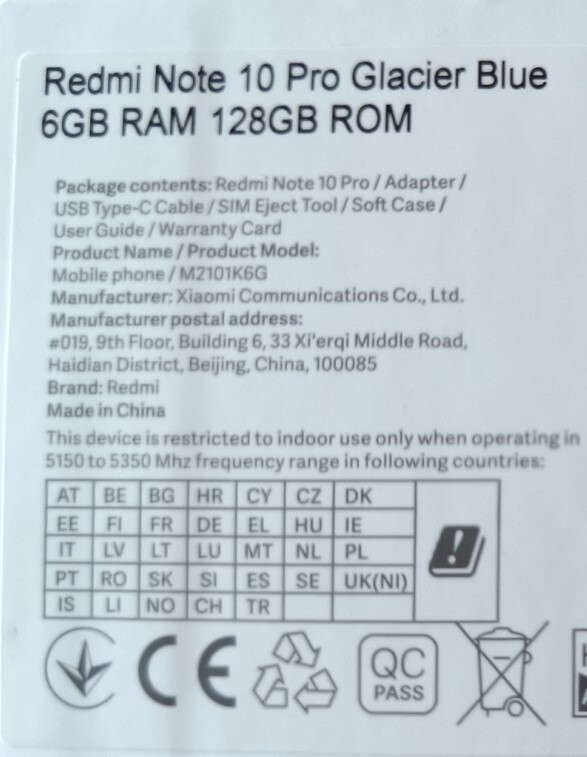 Redmi Note 10 Pro Glacier Blue
6GB RAM 128GB ROM
Package contents: Redmi Note 10 Pro / Adapter /
USB Type-C Cable / SIM Eject Tool / Soft Case /
User Guide / Warranty Card
Product Name / Product Model:
Mobile phone / M2101K6G
Manufacturer: Xiaomi Communications Co., Ltd.
Manufacturer postal address:
#019, 9th Floor, Building 6, 33 Xi'erqi Middle Road,
Haidian District, Beijing, China, 100085
Brand: Redmi
Made in China
This device is restricted to indoor use only when operating in
5150 to 5350 Mhz frequency range in following countries:
AT BE BG HR CY CZ DK
EE FI FR DE EL HU IE
IT LV LT LU MT NL PL
PT RO SK SI ES SE UK(NI)
IS LI NO CH TR
CE
QC
PASS